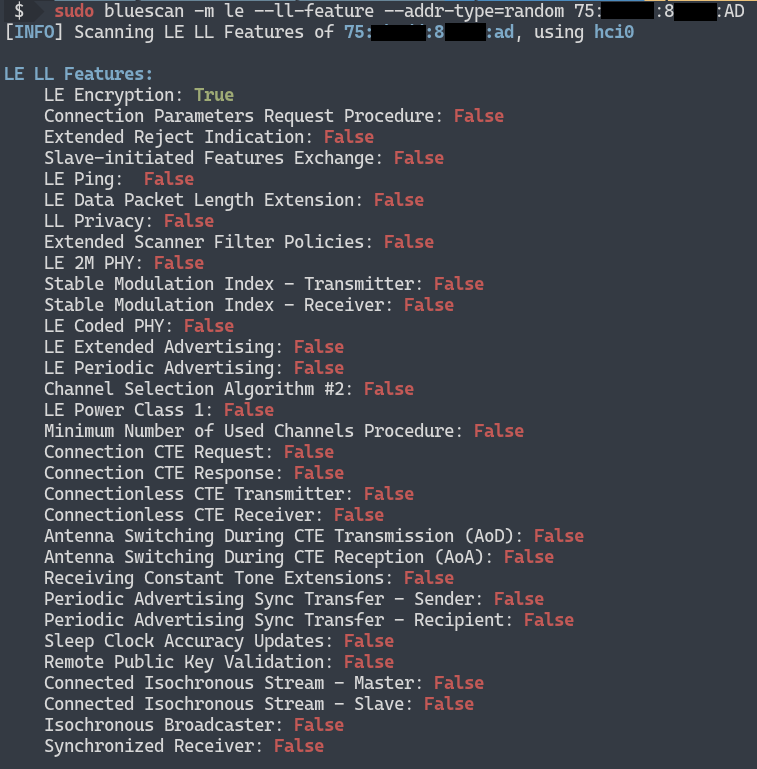 $ sudo bluescan -m le --ll-feature --addr-type=random 75: :8 :AD
[INFO] Scanning LE LL Features of 75: :8 :ad, using hci0
LE LL Features:
LE Encryption: True
Connection Parameters Request Procedure: False
Extended Reject Indication: False
Slave-initiated Features Exchange: False
LE Ping:  False
LE Data Packet Length Extension: False
LL Privacy: False
Extended Scanner Filter Policies: False
LE 2M PHY: False
Stable Modulation Index - Transmitter: False
Stable Modulation Index - Receiver: False
LE Coded PHY: False
LE Extended Advertising: False
LE Periodic Advertising: False
Channel Selection Algorithm #2: False
LE Power Class 1: False
Minimum Number of Used Channels Procedure: False
Connection CTE Request: False
Connection CTE Response: False
Connectionless CTE Transmitter: False
Connectionless CTE Receiver: False
Antenna Switching During CTE Transmission (AoD): False
Antenna Switching During CTE Reception (AoA): False
Receiving Constant Tone Extensions: False
Periodic Advertising Sync Transfer - Sender: False
Periodic Advertising Sync Transfer - Recipient: False
Sleep Clock Accuracy Updates: False
Remote Public Key Validation: False
Connected Isochronous Stream - Master: False
Connected Isochronous Stream - Slave: False
Isochronous Broadcaster: False
Synchronized Receiver: False